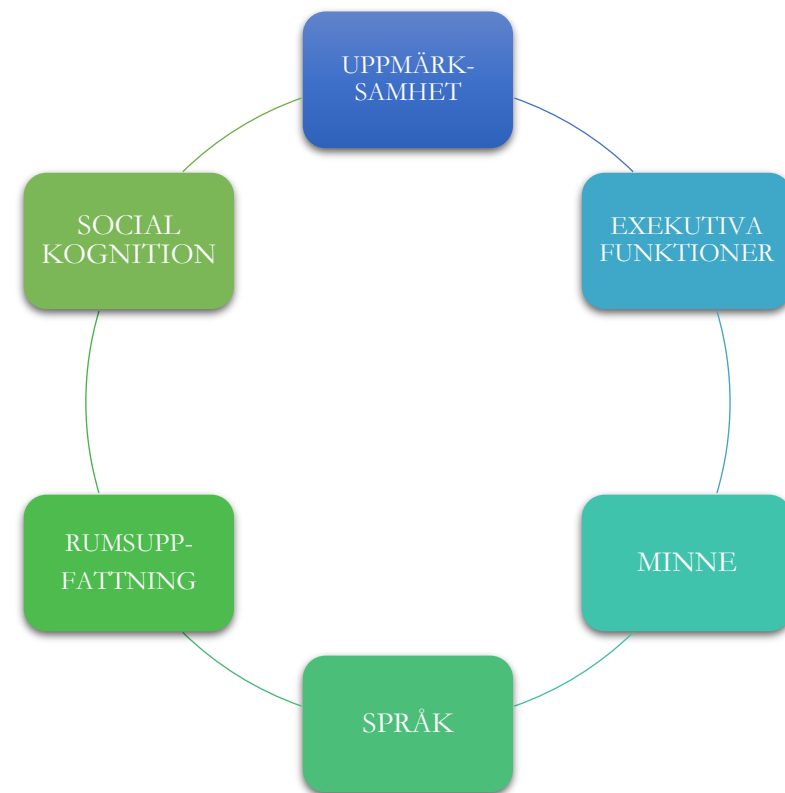 UPPMÄRK-
SAMHET
EXEKUTIVA
FUNKTIONER
MINNE
SPRÅK
RUMSUPP-
FATTNING
SOCIAL
KOGNITION